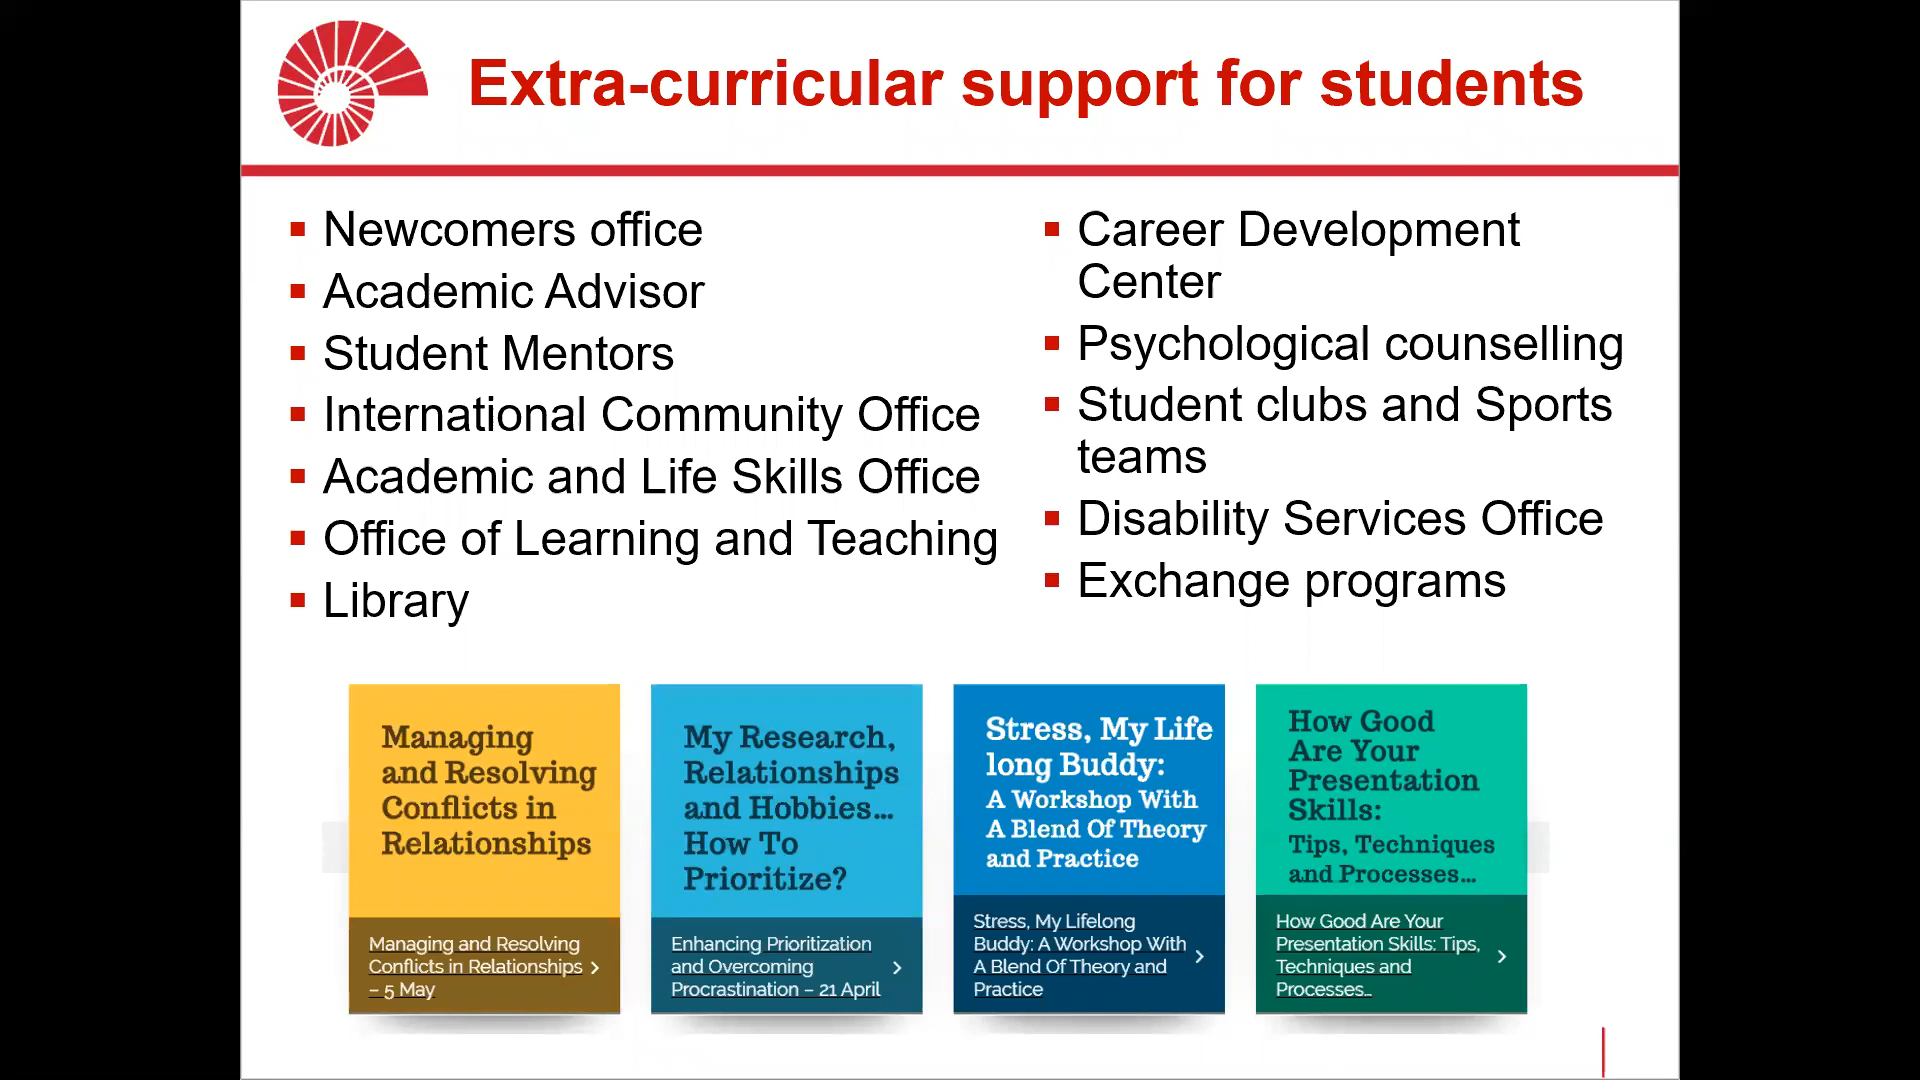 Extra-curricular support for students
Newcomers office
Academic Advisor
Student Mentors
International Community Office
Academic and Life Skills Office
Office of Learning and Teaching
Library
Career Development
Center
Psychological counselling
Student clubs and Sports
teams
Disability Services Office
Exchange programs
Managing
and Resolving
Conflicts in
Relationships
Managing and Resolving
Conflicts in Relationships
– 5 May
My Research,
Relationships
and Hobbies...
How To
Prioritize?
Enhancing Prioritization
and Overcoming
Procrastination – 21 April
Stress, My Life
long Buddy:
A Workshop With
A Blend Of Theory
and Practice
Stress, My Lifelong
Buddy: A Workshop With
A Blend Of Theory and
Practice
How Good
Are Your
Presentation
Skills:
Tips, Techniques
and Processes...
How Good Are Your
Presentation Skills: Tips,
Techniques and
Processes...